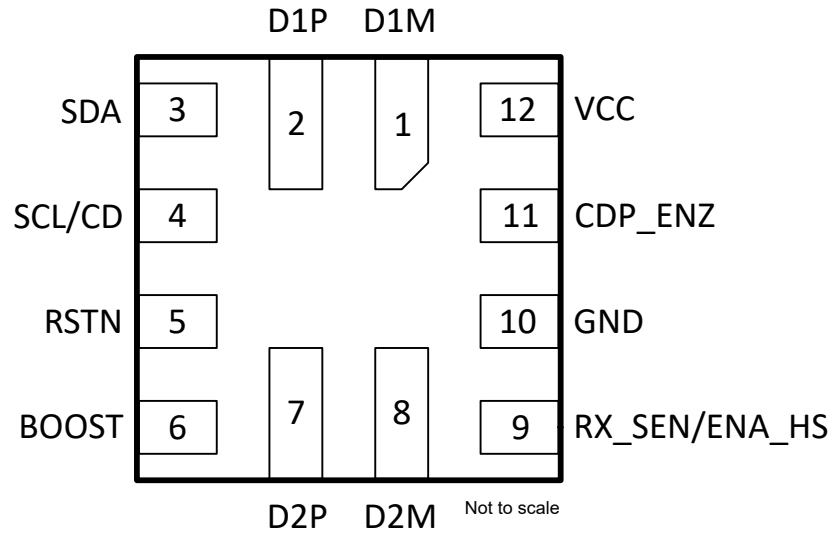 D1P D1M
SDA 3 2 1 12 VCC
SCL/CD 4 11 CDP_ENZ
RSTN 5 10 GND
BOOST 6 7 8 9 RX_SEN/ENA_HS
D2P D2M Not to scale